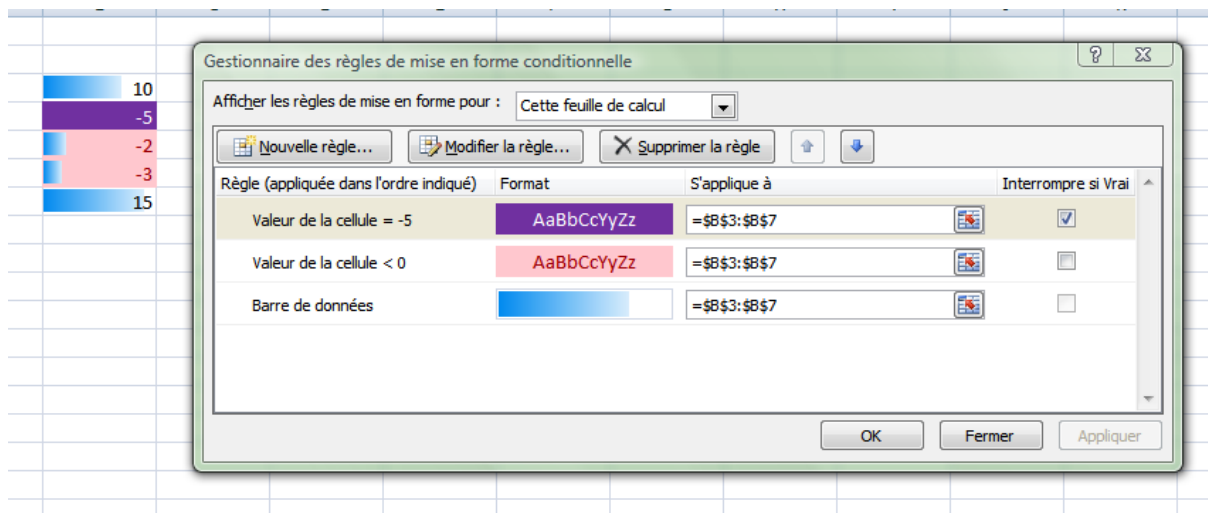 Gestionnaire des règles de mise en forme conditionnelle
10
-5
-2
-3
15
Afficher les règles de mise en forme pour : Cette feuille de calcul
Nouvelle règle... Modifier la règle... Supprimer la règle
Règle (appliquée dans l'ordre indiqué) Format S'applique à Interrompre si Vrai
Valeur de la cellule = -5 AaBbCcYyZz =$B$3:$B$7
Valeur de la cellule < 0 AaBbCcYyZz =$B$3:$B$7
Barre de données =$B$3:$B$7
OK Fermer Appliquer